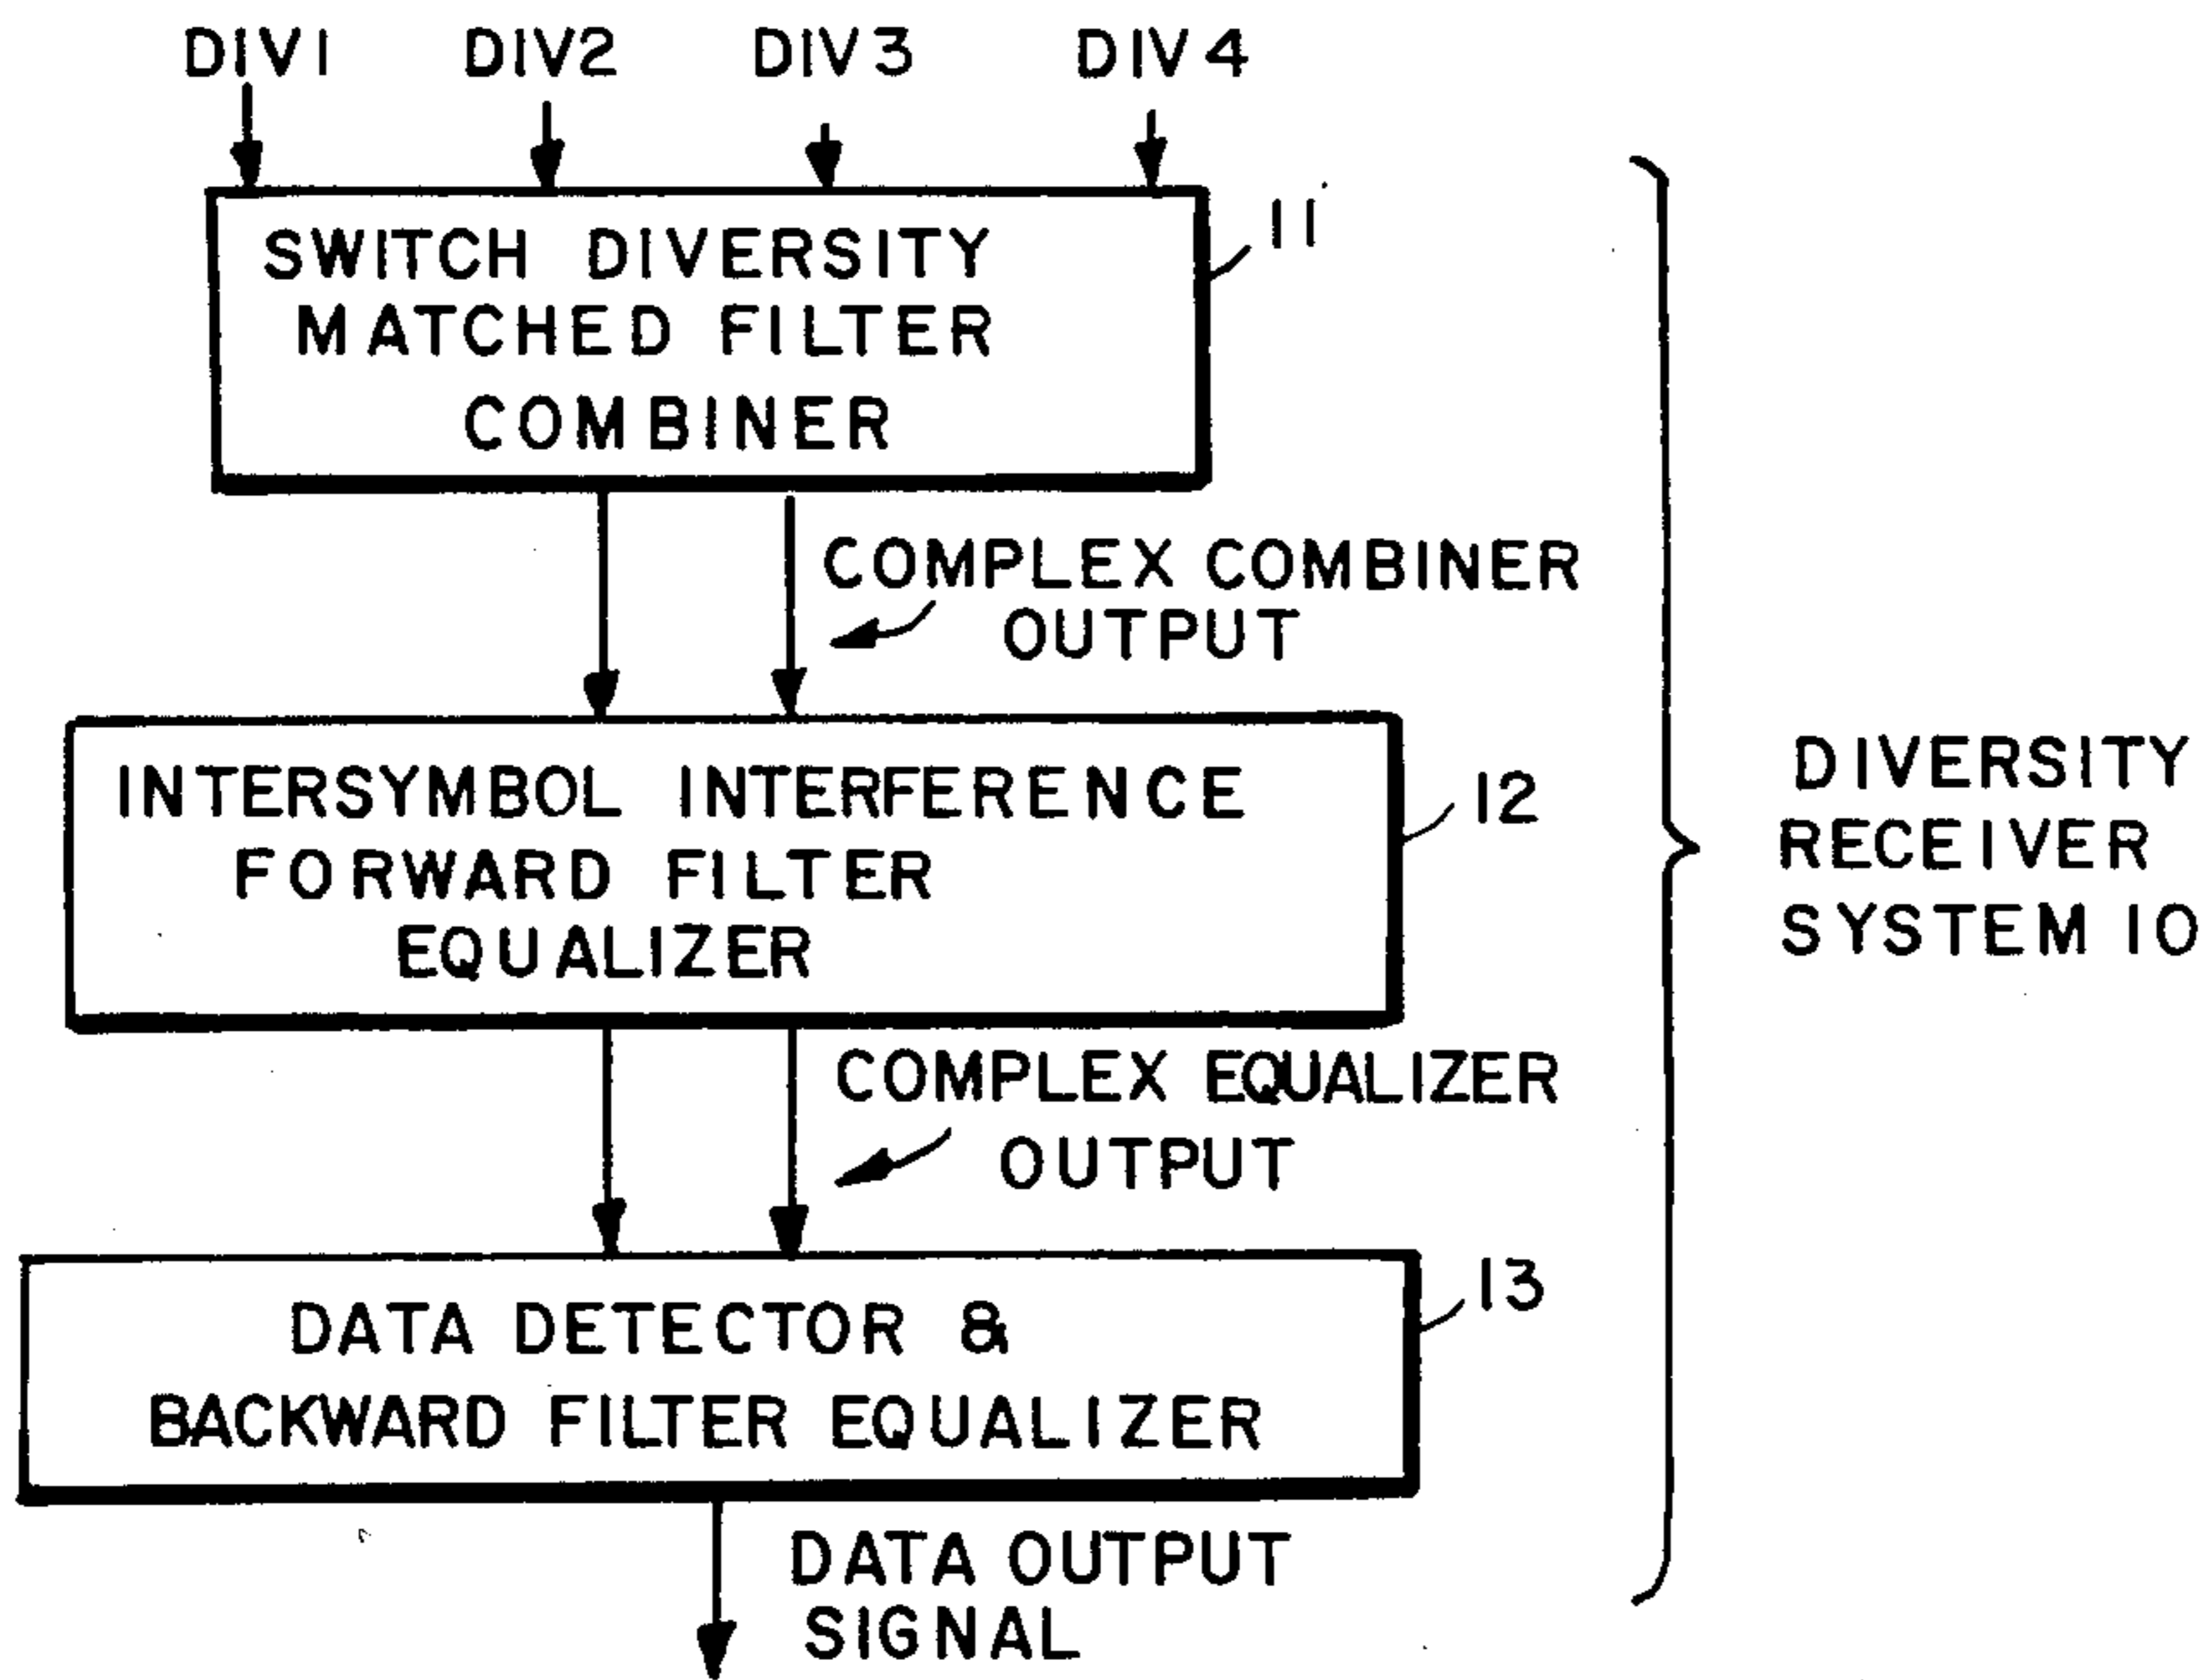 DIV1 DIV2 DIV3 DIV4
SWITCH DIVERSITY
MATCHED FILTER
COMBINER
11
COMPLEX COMBINER
OUTPUT
INTERSYMBOL INTERFERENCE
FORWARD FILTER
EQUALIZER
12
DIVERSITY
RECEIVER
SYSTEM 10
COMPLEX EQUALIZER
OUTPUT
DATA DETECTOR &
BACKWARD FILTER EQUALIZER
13
DATA OUTPUT
SIGNAL